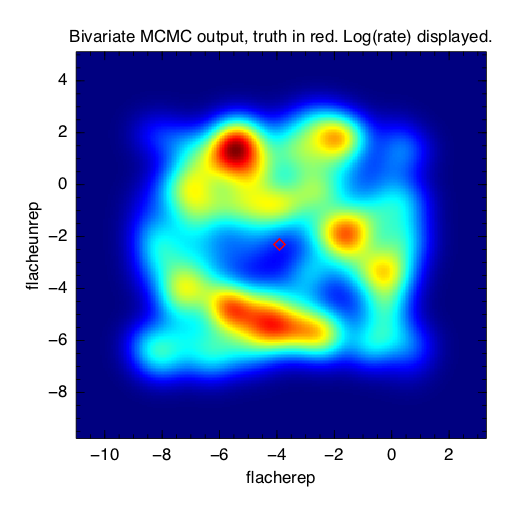 Bivariate MCMC output, truth in red. Log(rate) displayed.
4
2
0
−2
−4
−6
−8
flacheunrep
−10 −8 −6 −4 −2 0 2
flacherep